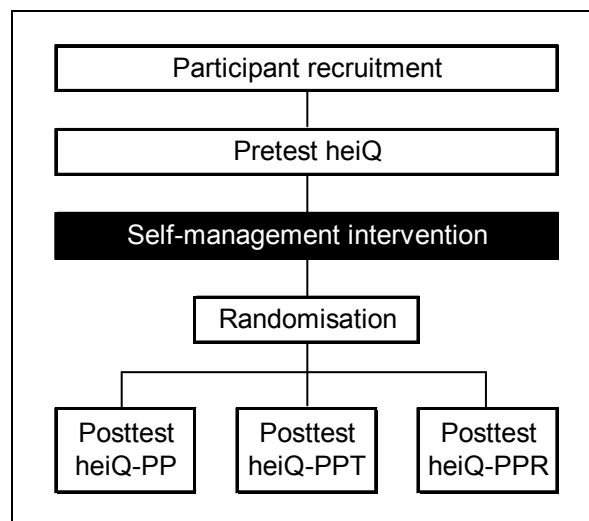 Participant recruitment
Pretest heiQ
Self-management intervention
Randomisation
Posttest
heiQ-PP
Posttest
heiQ-PPT
Posttest
heiQ-PPR